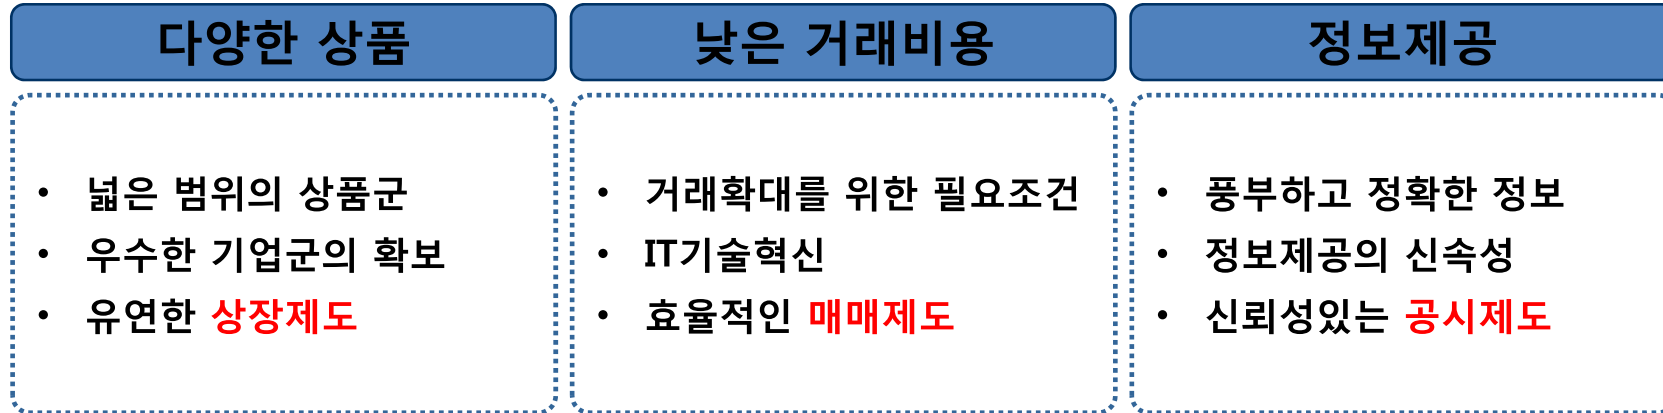 다양한 상품
• 넓은 범위의 상품군
• 우수한 기업군의 확보
• 유연한 상장제도
낮은 거래비용
• 거래확대를 위한 필요조건
• IT기술혁신
• 효율적인 매매제도
정보제공
• 풍부하고 정확한 정보
• 정보제공의 신속성
• 신뢰성있는 공시제도